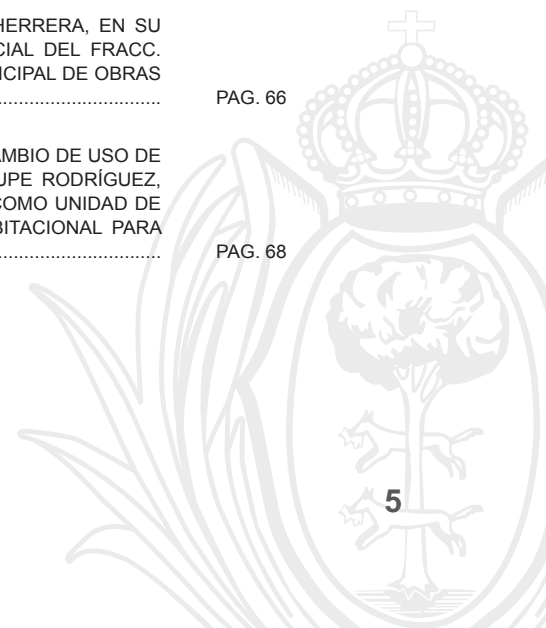 HERRERA, EN SU
CIAL DEL FRACC.
ICIPAL DE OBRAS
................................ PAG. 66
AMBIO DE USO DE
UPE RODRÍGUEZ,
COMO UNIDAD DE
BITACIONAL PARA
................................ PAG. 68
5